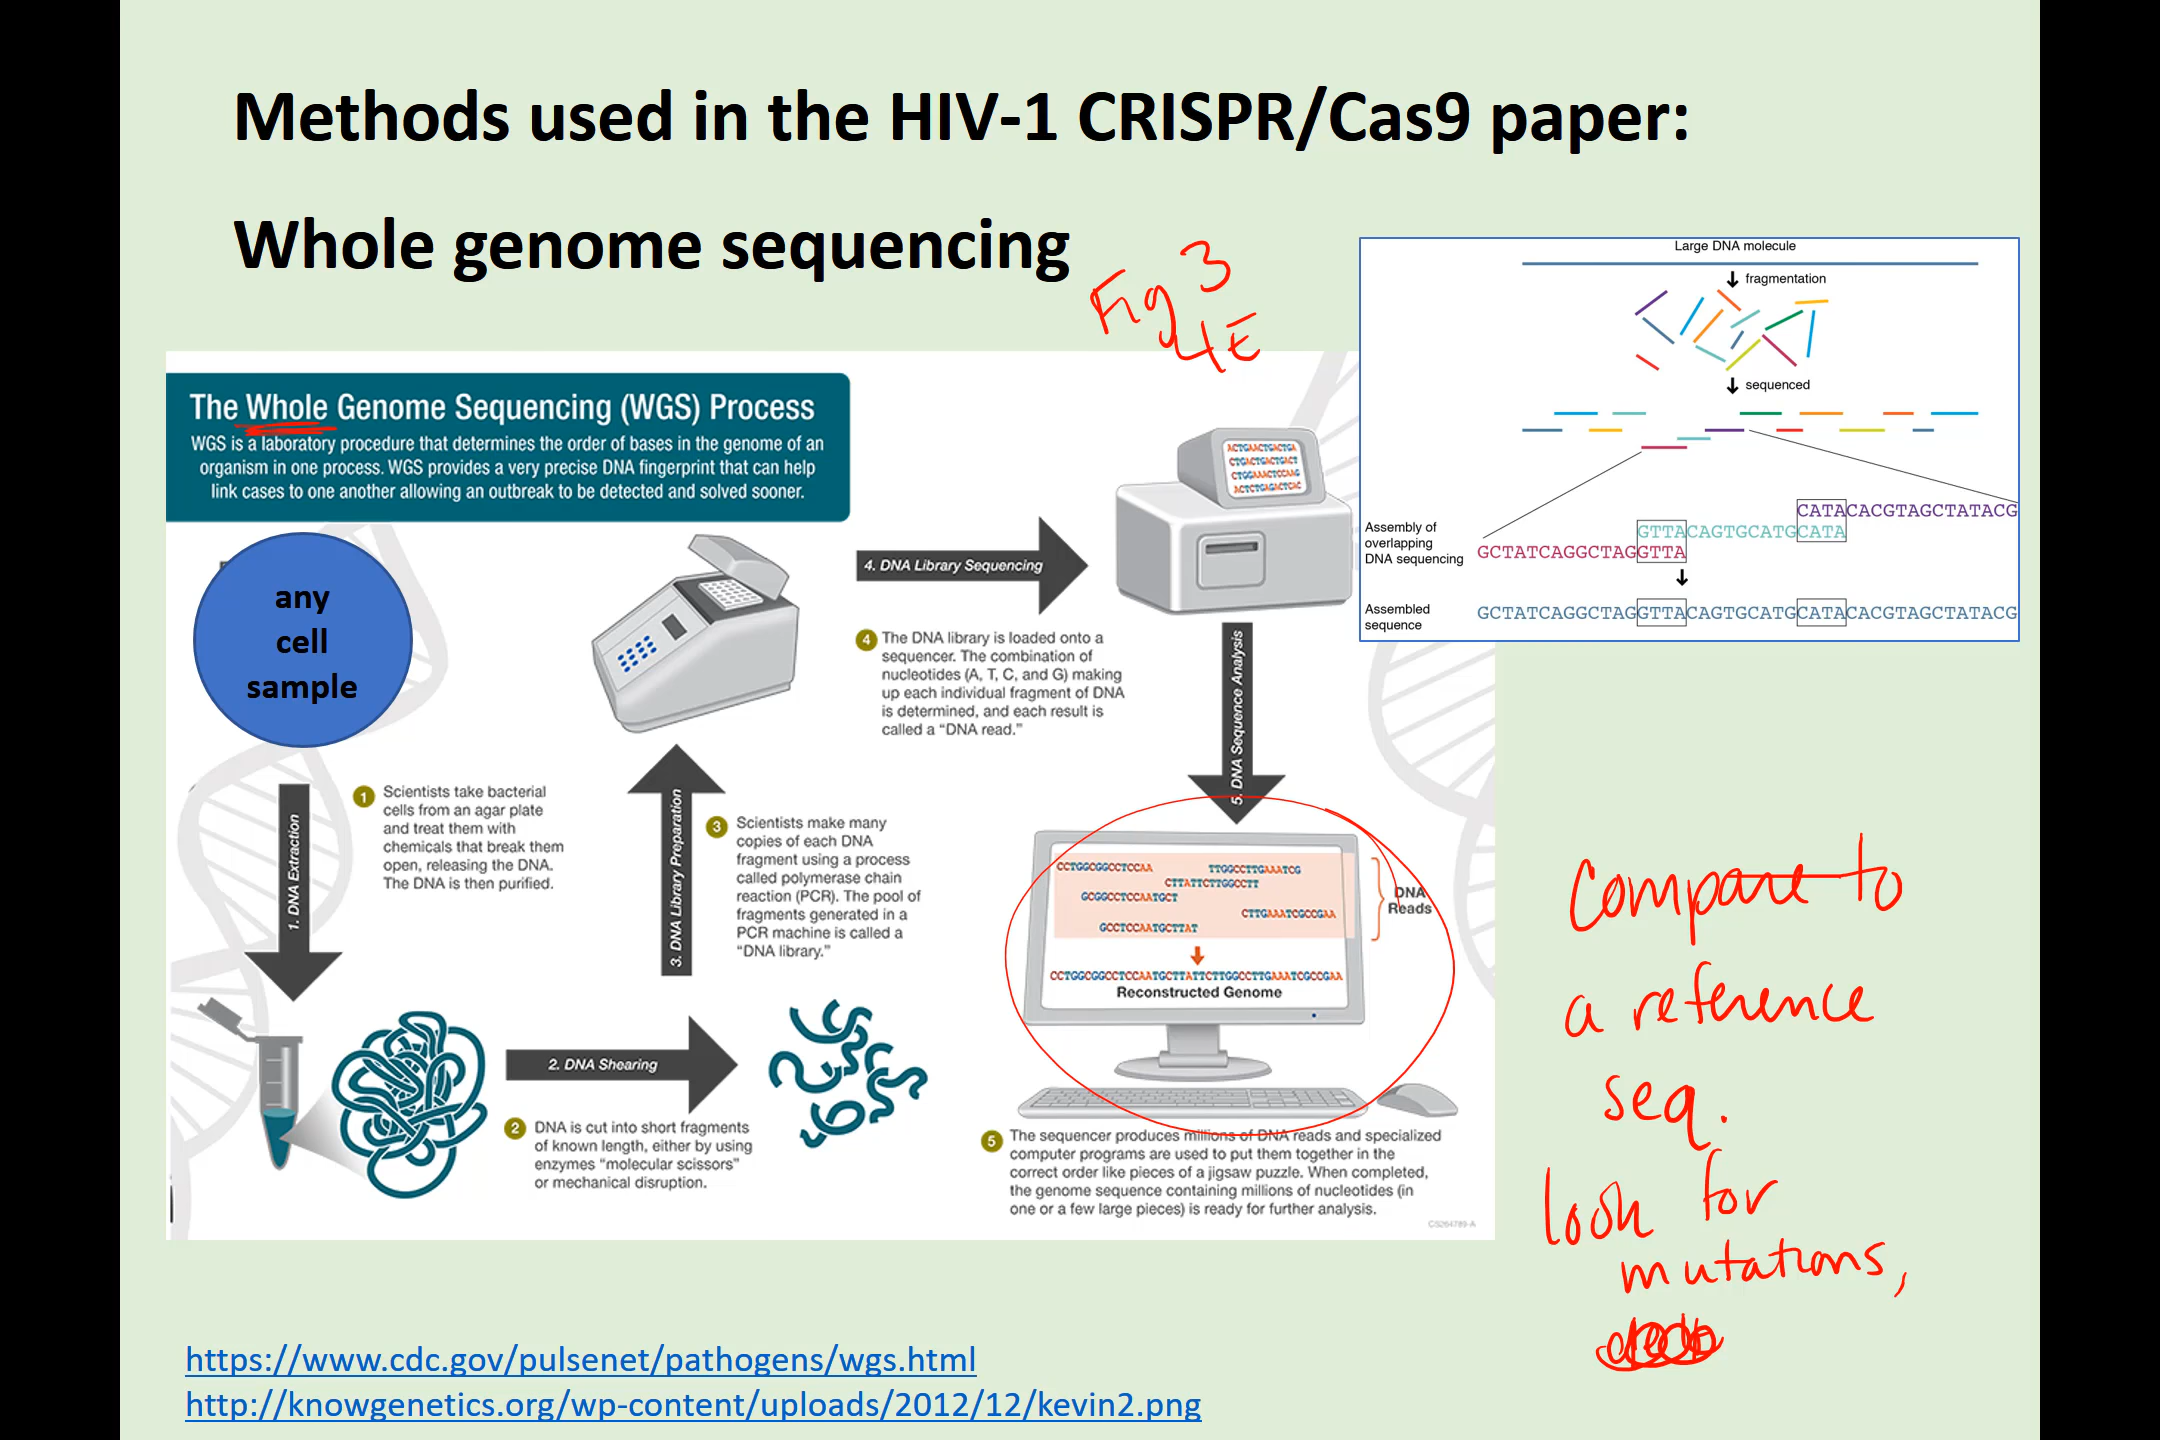 Methods used in the HIV-1 CRISPR/Cas9 paper:
Whole genome sequencing
Fig 3
4E
The Whole Genome Sequencing (WGS) Process
WGS is a laboratory procedure that determines the order of bases in the genome of an
organism in one process. WGS provides a very precise DNA fingerprint that can help
link cases to one another allowing an outbreak to be detected and solved sooner.
any
cell
sample
1. DNA Extraction
1 Scientists take bacterial
cells from an agar plate
and treat them with
chemicals that break them
open, releasing the DNA.
The DNA is then purified.
2. DNA Shearing
2 DNA is cut into short fragments
of known length, either by using
enzymes “molecular scissors”
or mechanical disruption.
3. DNA Library Preparation
3 Scientists make many
copies of each DNA
fragment using a process
called polymerase chain
reaction (PCR). The pool of
fragments generated in a
PCR machine is called a
“DNA library.”
4. DNA Library Sequencing
4 The DNA library is loaded onto a
sequencer. The combination of
nucleotides (A, T, C, and G) making
up each individual fragment of DNA
is determined, and each result is
called a “DNA read.”
ACTGAACTGACTGA
CTGACTGACTGACT
CTGGAAACTCCAAG
ACTCTGAGACTCAC
5. DNA Sequence Analysis
CCTGGCGGCCTCCAA TTGGCCTTGAAATCG
CTTATTCTTGGCCTT
GCGGCCTCCAATGCT
CTTGAAATCGCCGAA
GCCTCCAATGCTTAT
DNA
Reads
CCTGGCGGCCTCCAATGCTTATTCTTGGCCTTGAAATCGCCGAA
Reconstructed Genome
5 The sequencer produces millions of DNA reads and specialized
computer programs are used to put them together in the
correct order like pieces of a jigsaw puzzle. When completed,
the genome sequence containing millions of nucleotides (in
one or a few large pieces) is ready for further analysis.
CS264789-A
Large DNA molecule
fragmentation
sequenced
Assembly of
overlapping
DNA sequencing
CATACACGTAGCTATACG
GTTACAGTGCATGCATA
GCTATCAGGCTAGGTTA
Assembled
sequence
GCTATCAGGCTAGGTTACAGTGCATGCATACACGTAGCTATACG
Compare to
a reference
seq.
look for
mutations,
https://www.cdc.gov/pulsenet/pathogens/wgs.html
http://knowgenetics.org/wp-content/uploads/2012/12/kevin2.png